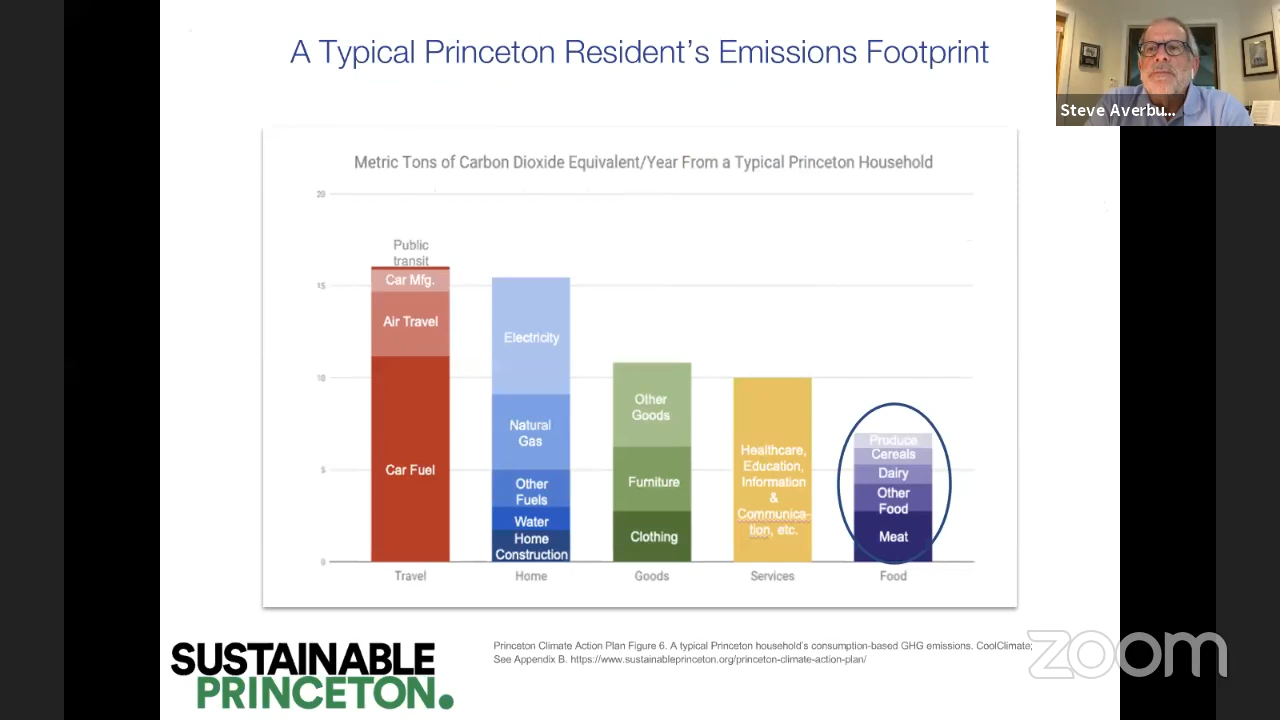 A Typical Princeton Resident's Emissions Footprint
Steve Averbu...
Metric Tons of Carbon Dioxide Equivalent/Year From a Typical Princeton Household
20
15
10
5
0
Public
transit
Car Mfg.
Air Travel
Car Fuel
Travel
Electricity
Natural
Gas
Other
Fuels
Water
Home
Construction
Home
Other
Goods
Furniture
Clothing
Goods
Healthcare,
Education,
Information
&
Communica-
tion, etc.
Services
Produce
Cereals
Dairy
Other
Food
Meat
Food
SUSTAINABLE
PRINCETON.
Princeton Climate Action Plan Figure 6. A typical Princeton household's consumption-based GHG emissions. CoolClimate;
See Appendix B. https://www.sustainableprinceton.org/princeton-climate-action-plan/
zoom